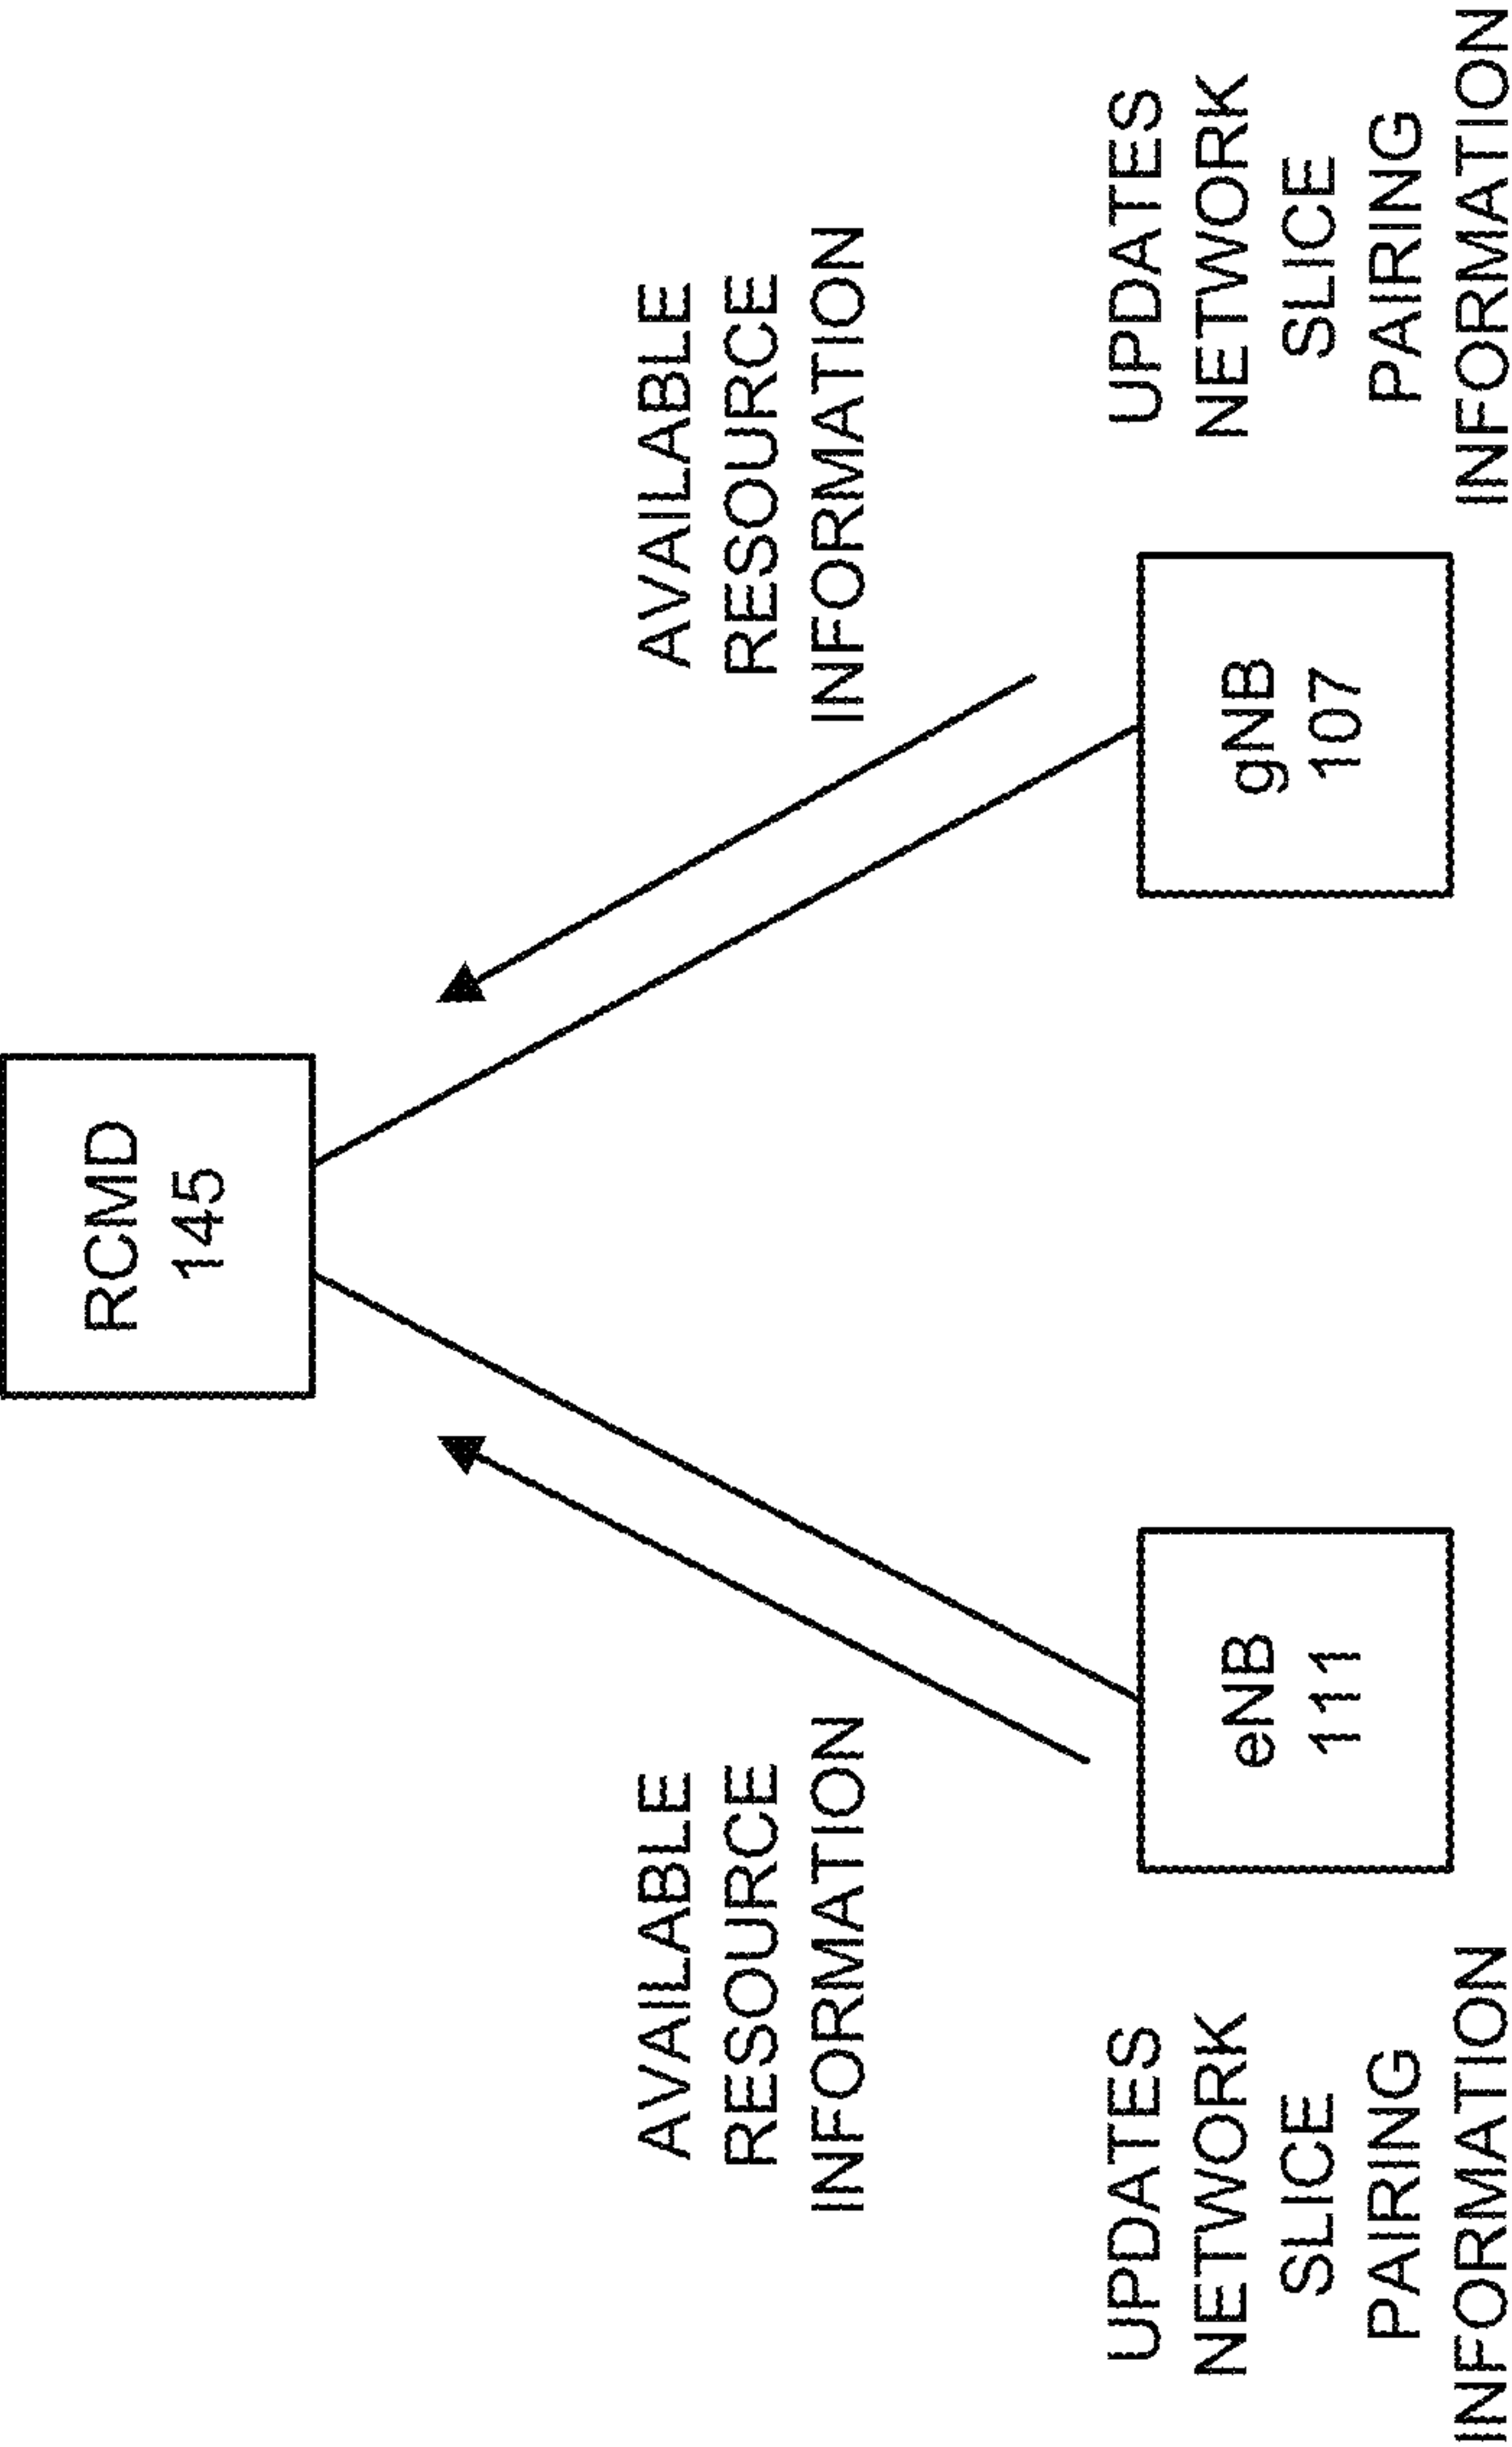 RCMD
145
AVAILABLE
RESOURCE
INFORMATION
AVAILABLE
RESOURCE
INFORMATION
UPDATES
NETWORK
SLICE
PAIRING
INFORMATION
eNB
111
gNB
107
UPDATES
NETWORK
SLICE
PAIRING
INFORMATION